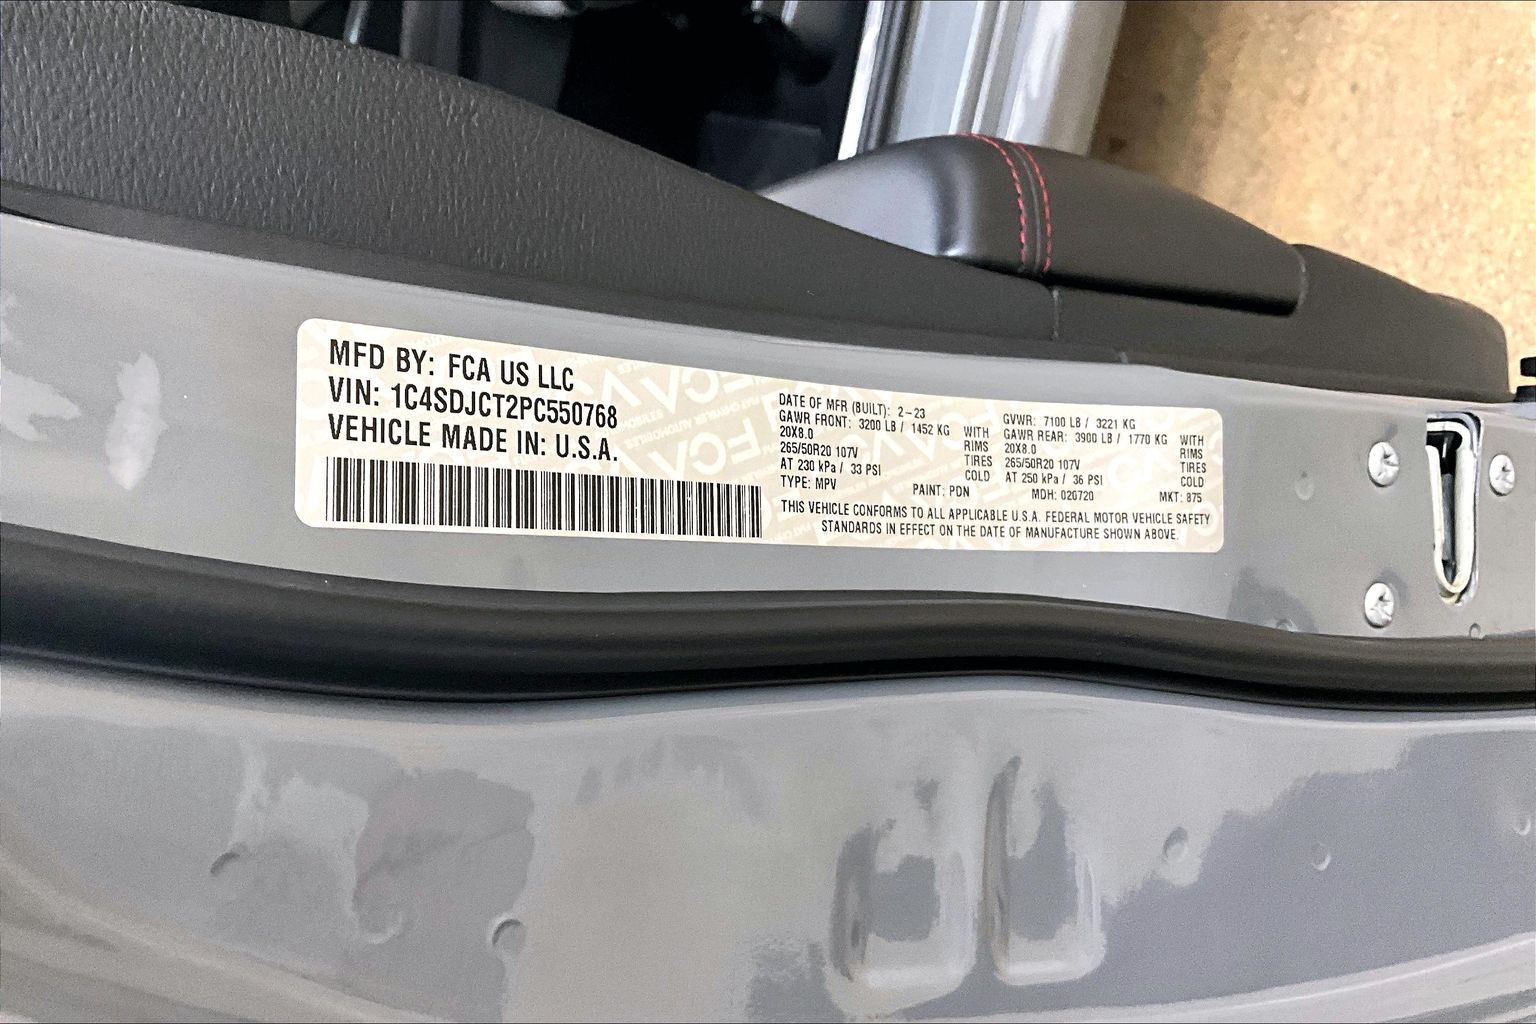 MFD BY: FCA US LLC
VIN: 1C4SDJCT2PC550768
VEHICLE MADE IN: U.S.A.
DATE OF MFR (BUILT): 2-23 GVWR: 7100 LB / 3221 KG
GAWR FRONT: 3200 LB / 1452 KG WITH GAWR REAR: 3900 LB / 1770 KG WITH
20X8.0 RIMS 20X8.0 RIMS
265/50R20 107V TIRES 265/50R20 107V TIRES
AT 230 kPa / 33 PSI COLD AT 250 kPa / 36 PSI COLD
TYPE: MPV PAINT: PDN MDH: 020720 MKT: 875
THIS VEHICLE CONFORMS TO ALL APPLICABLE U.S.A. FEDERAL MOTOR VEHICLE SAFETY
STANDARDS IN EFFECT ON THE DATE OF MANUFACTURE SHOWN ABOVE.